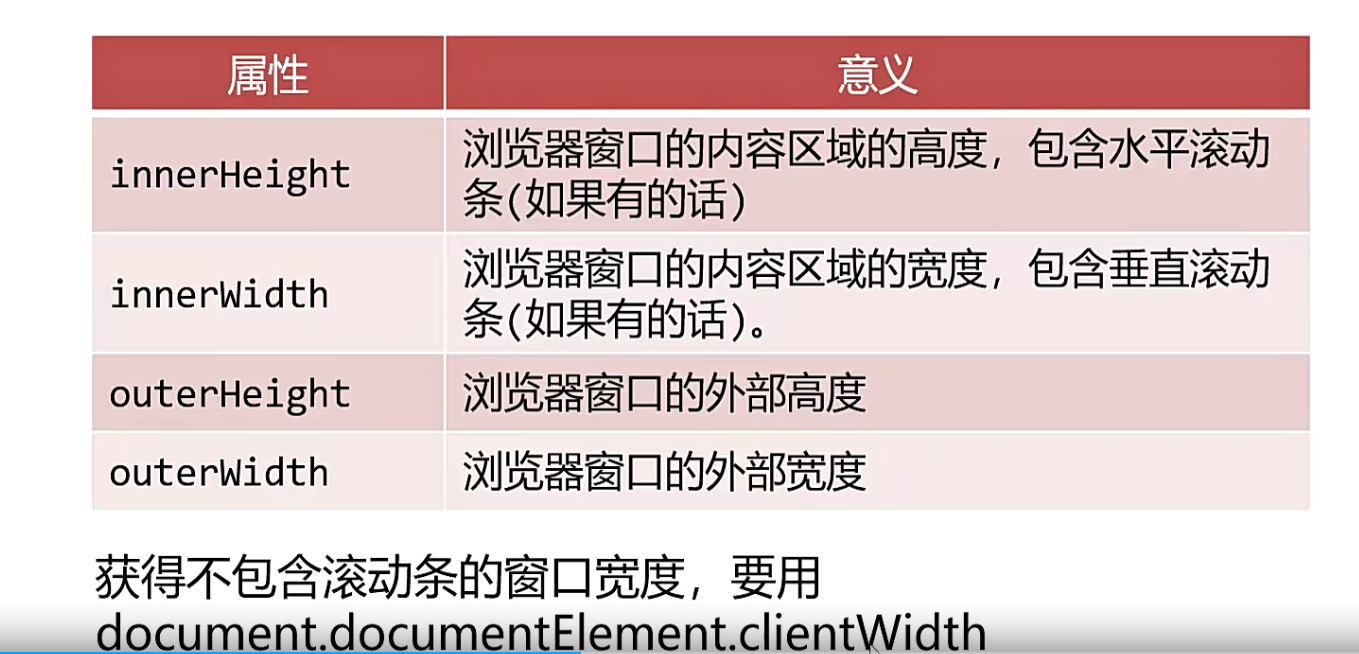 属性
意义
innerHeight
浏览器窗口的内容区域的高度，包含水平滚动
条(如果有的话)
innerWidth
浏览器窗口的内容区域的宽度，包含垂直滚动
条(如果有的话)。
outerHeight
浏览器窗口的外部高度
outerWidth
浏览器窗口的外部宽度
获得不包含滚动条的窗口宽度，要用
document.documentElement.clientWidth